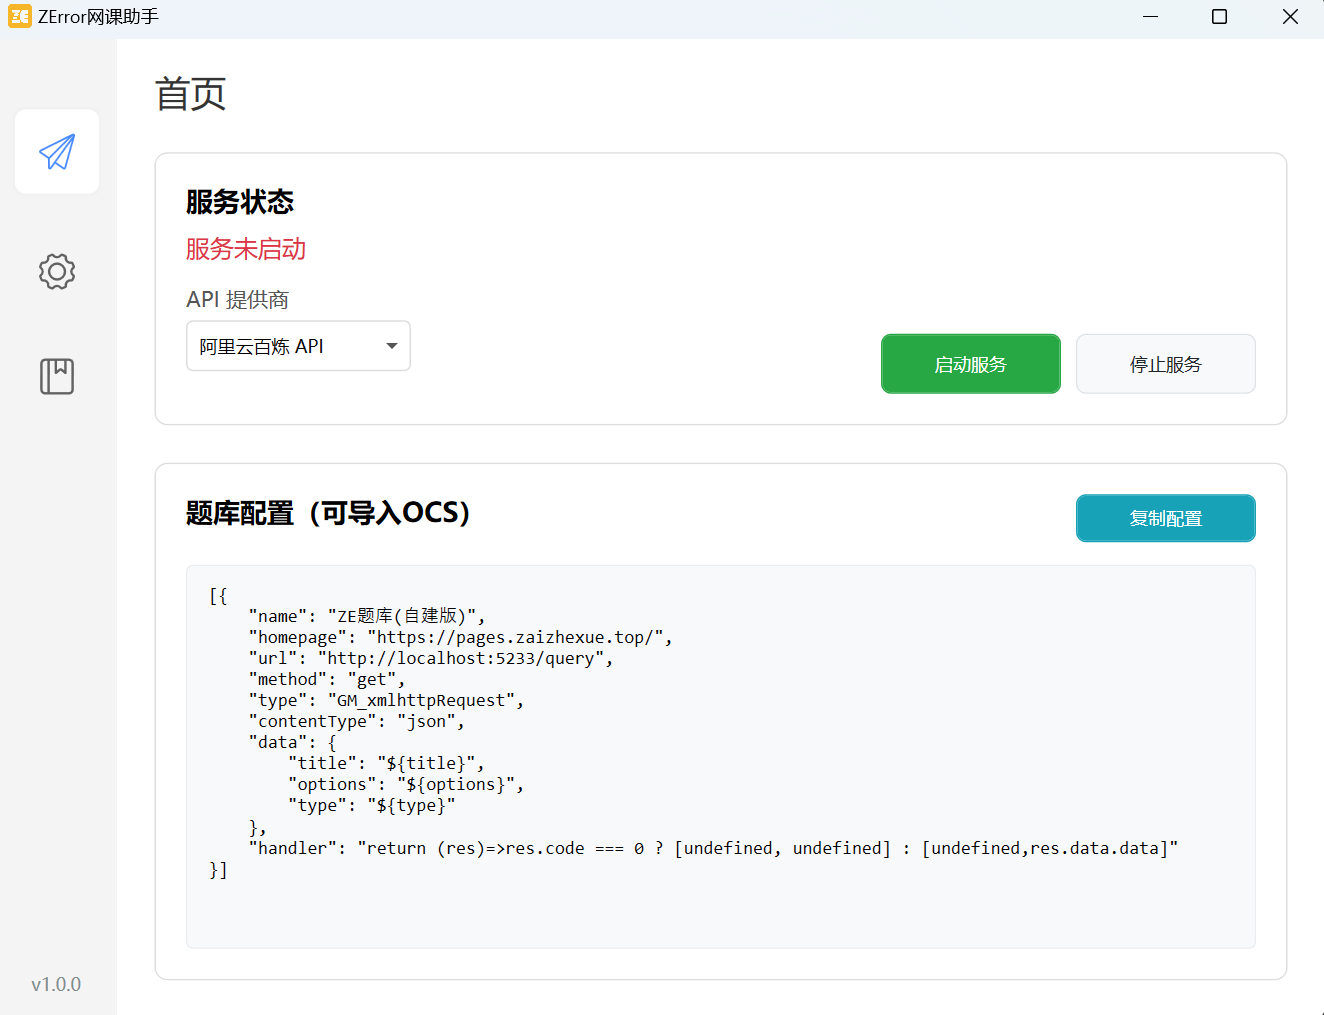 ZE ZError网课助手
首页
服务状态
服务未启动
API 提供商
阿里云百炼 API
启动服务
停止服务
题库配置（可导入OCS）
复制配置
[{
    "name": "ZE题库(自建版)",
    "homepage": "https://pages.zaizhexue.top/",
    "url": "http://localhost:5233/query",
    "method": "get",
    "type": "GM_xmlhttpRequest",
    "contentType": "json",
    "data": {
        "title": "${title}",
        "options": "${options}",
        "type": "${type}"
    },
    "handler": "return (res)=>res.code === 0 ? [undefined, undefined] : [undefined,res.data.data]"
}]
v1.0.0